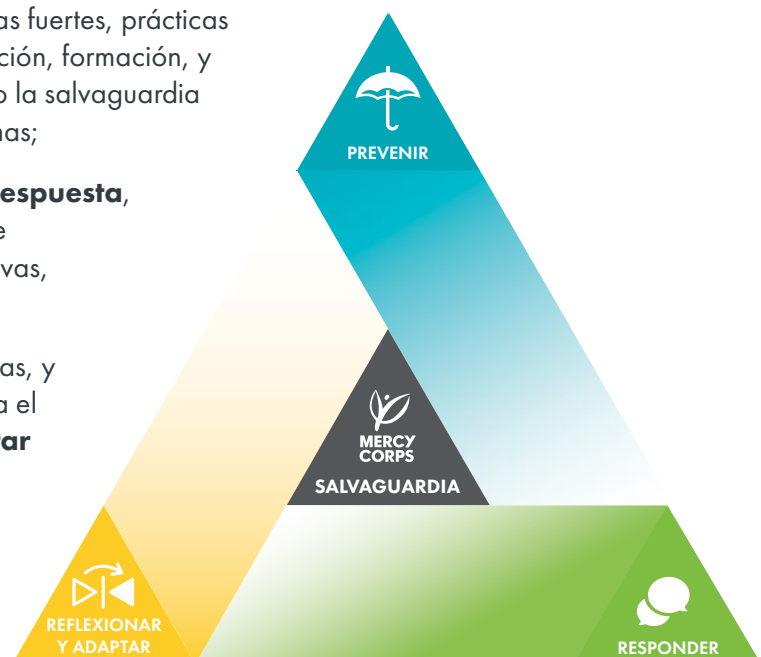 as fuertes, prácticas
ción, formación, y
o la salvaguardia
nas;
espuesta,
e
vas,
as, y
a el
ar
PREVENIR
MERCY
CORPS
SALVAGUARDIA
REFLEXIONAR
Y ADAPTAR
RESPONDER